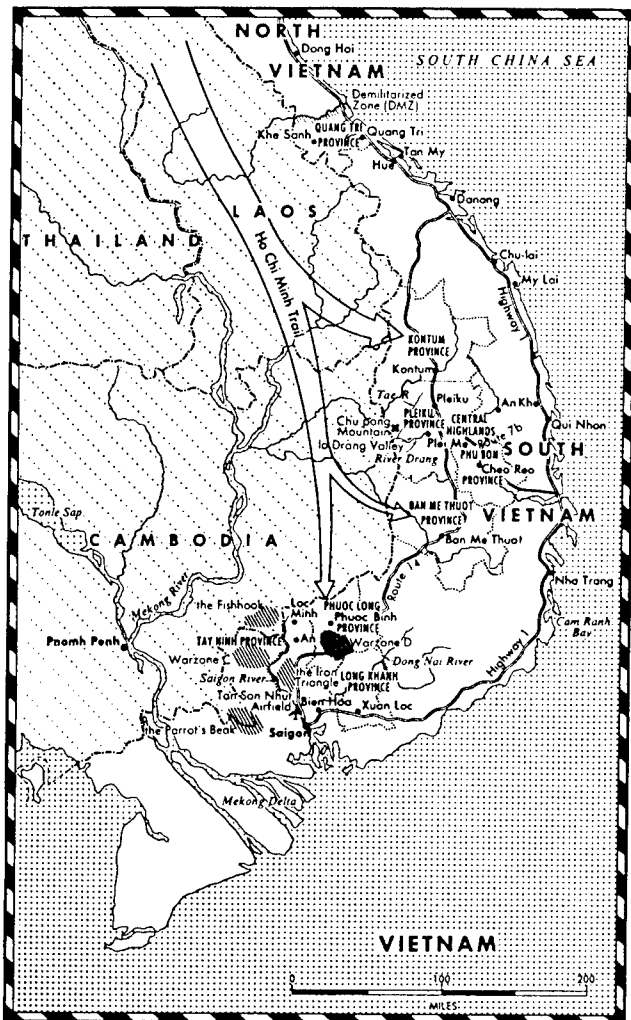 NORTH
Dong Hoi
VIETNAM
SOUTH CHINA SEA
Demilitarized
Zone (DMZ)
QUANG TRI
PROVINCE
Quang Tri
Khe Sanh
Tan My
Hue
Danang
LAOS
THAILAND
Ho Chi Minh Trail
Chu-lai
My Lai
Highway 1
KONTUM
PROVINCE
Kontum
Pleiku
An Khe
PLEIKU
PROVINCE
CENTRAL
HIGHLANDS
Qui Nhon
Chu Pong
Mountain
Ia Drang Valley
Plei Me
Route 7b
SOUTH
River Drang
PHU BON
PROVINCE
Cheo Reo
Tonle Sap
BAN ME THUOT
PROVINCE
VIETNAM
CAMBODIA
Ban Me Thuot
Mekong River
Route 14
Nha Trang
the Fishhook
Loc
Minh
PHUOC LONG
PROVINCE
Phuoc Binh
Cam Ranh
Bay
Pnomh Penh
TAY NINH PROVINCE
An
Warzone D
Warzone C
Dong Nai River
Highway 1
Saigon River
the Iron
Triangle
LONG KHANH
PROVINCE
Tan Son Nhut
Airfield
Bien Hoa
Xuan Loc
the Parrot's Beak
Saigon
Mekong Delta
VIETNAM
0 100 200
MILES